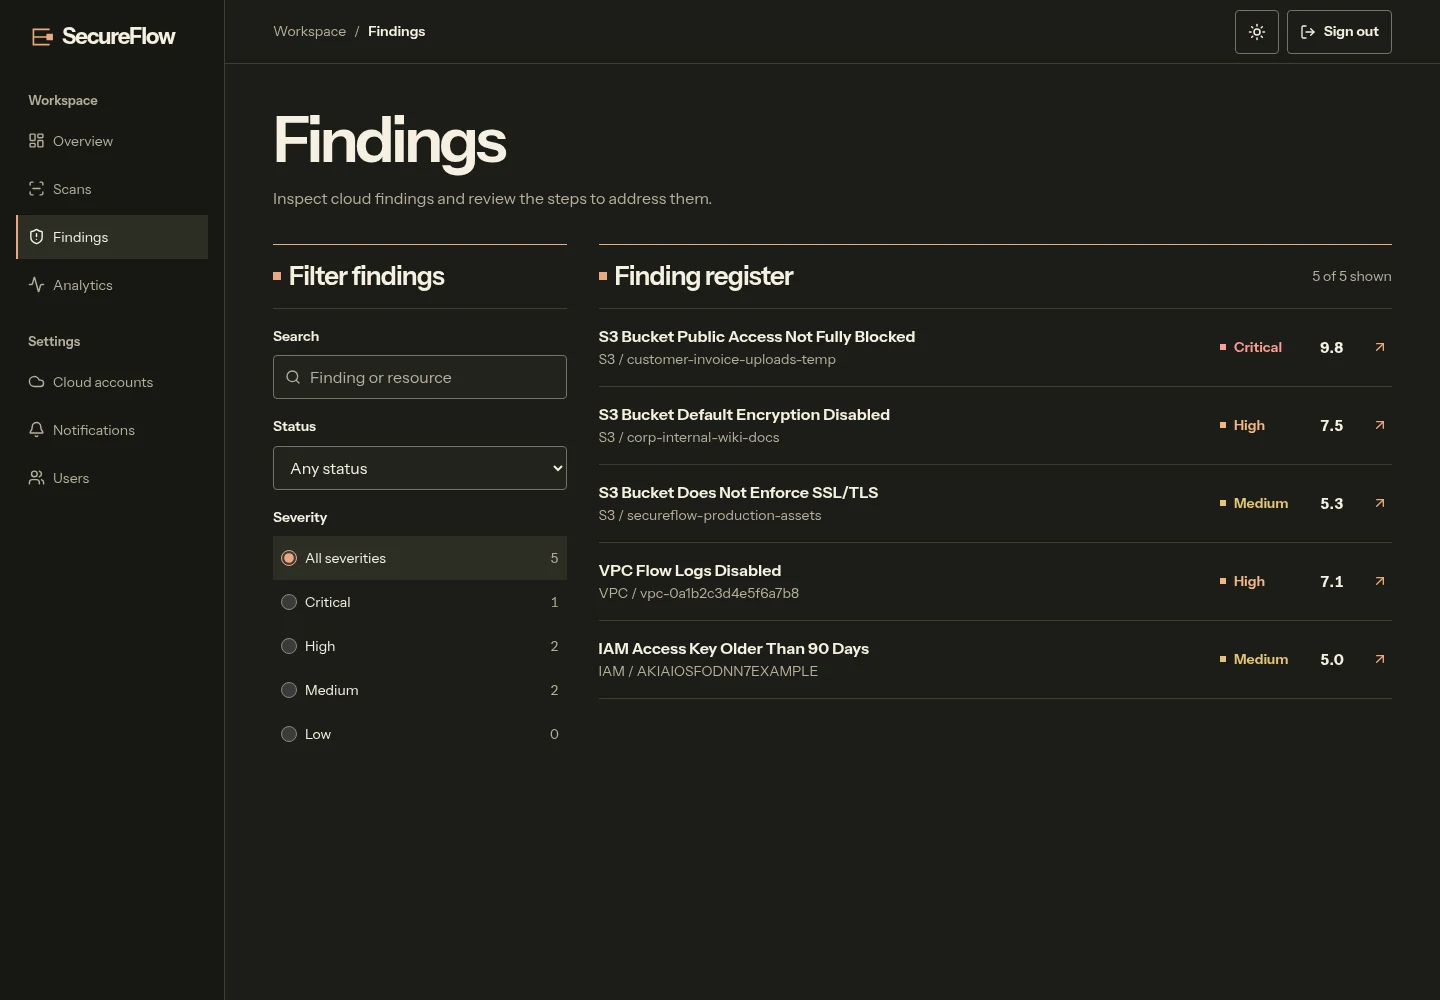 SecureFlow
Workspace
Overview
Scans
Findings
Analytics
Settings
Cloud accounts
Notifications
Users
Workspace / Findings
Sign out
Findings
Inspect cloud findings and review the steps to address them.
Filter findings
Search
Finding or resource
Status
Any status
Severity
All severities 5
Critical 1
High 2
Medium 2
Low 0
Finding register 5 of 5 shown
S3 Bucket Public Access Not Fully Blocked
S3 / customer-invoice-uploads-temp
Critical 9.8
S3 Bucket Default Encryption Disabled
S3 / corp-internal-wiki-docs
High 7.5
S3 Bucket Does Not Enforce SSL/TLS
S3 / secureflow-production-assets
Medium 5.3
VPC Flow Logs Disabled
VPC / vpc-0a1b2c3d4e5f6a7b8
High 7.1
IAM Access Key Older Than 90 Days
IAM / AKIAIOSFODNN7EXAMPLE
Medium 5.0